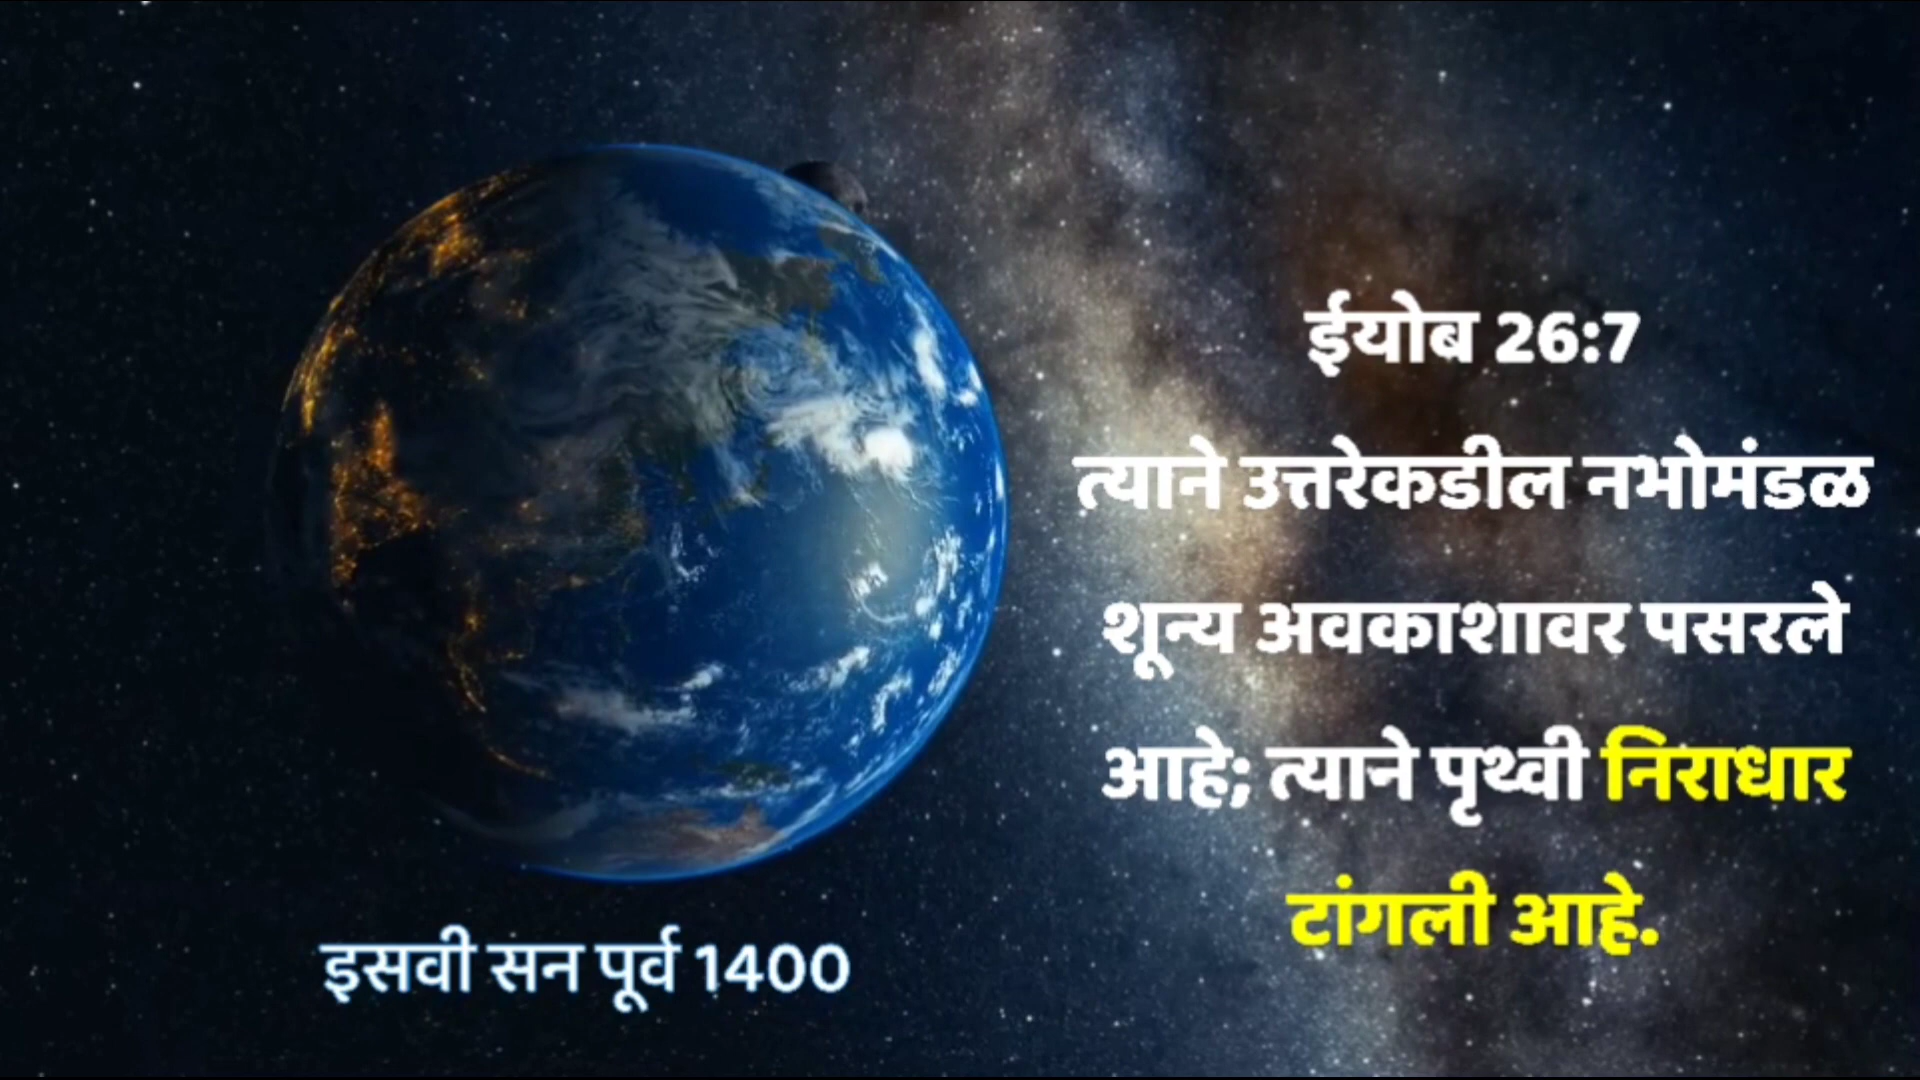 ईयोब 26:7
त्याने उत्तरेकडील नभोमंडळ
शून्य अवकाशावर पसरले
आहे; त्याने पृथ्वी निराधार
टांगली आहे.
इसवी सन पूर्व 1400